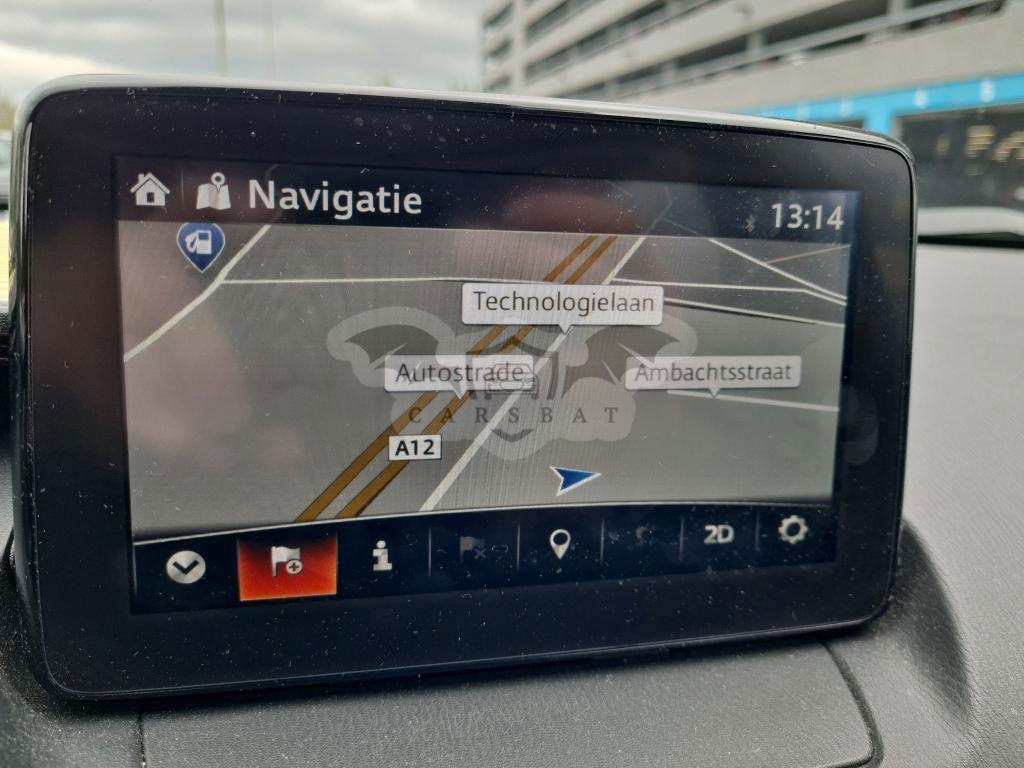 Navigatie
13:14
Technologielaan
Autostrade
Ambachtsstraat
CARSBAT
A12
2D